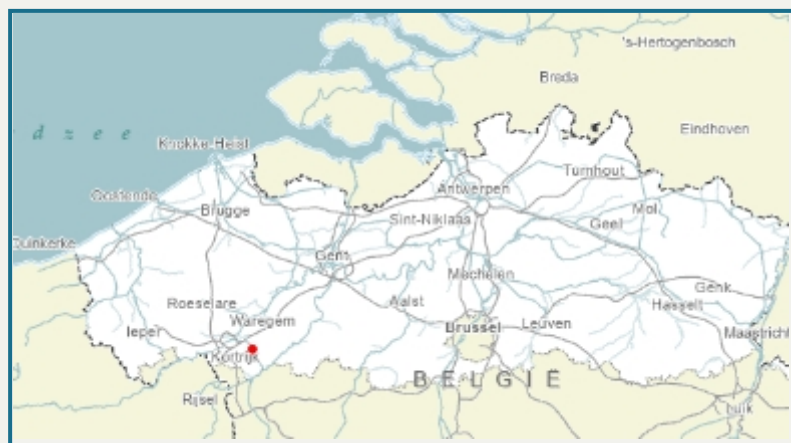 's-Hertogenbosch
Breda
Eindhoven
d z e e
Knokke-Heist
Turnhout
Antwerpen
Oostende
Brugge
Mol
Sint-Niklaas
Geel
Duinkerke
Gent
Mechelen
Genk
Roeselare
Aalst
Hasselt
Waregem
Ieper
Brussel
Leuven
Maastricht
Kortrijk
BELGIË
Rijsel
Luik